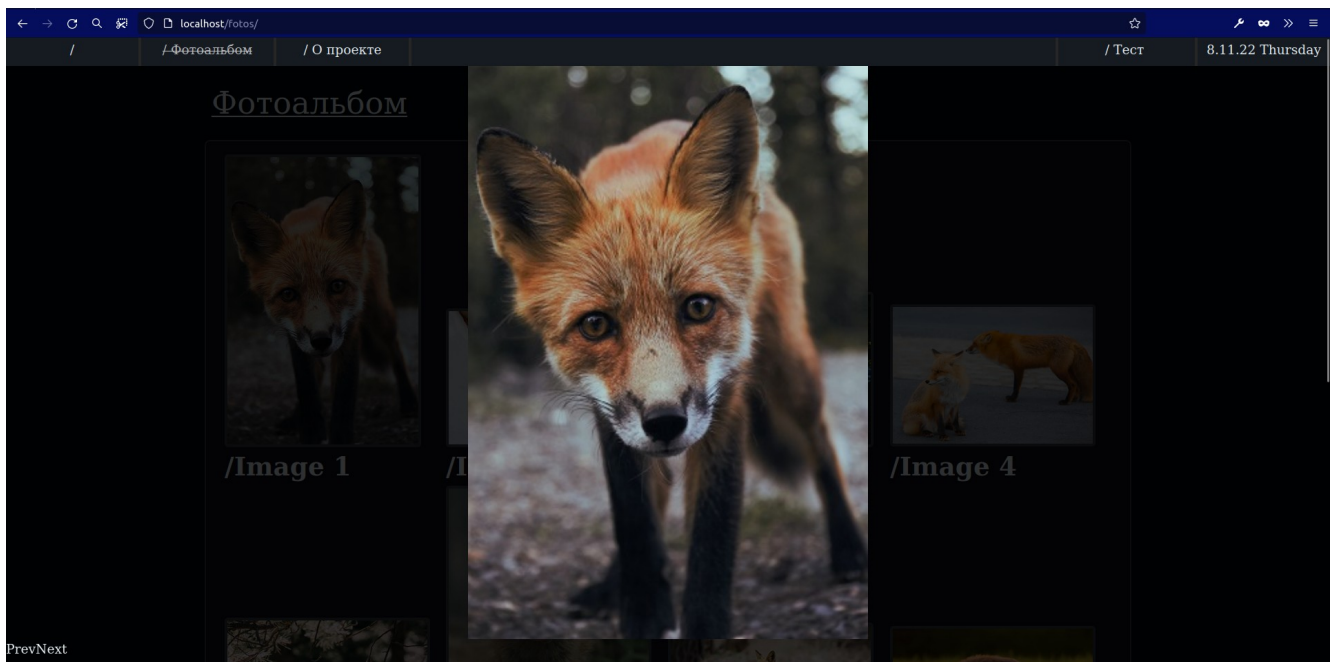 localhost/fotos/
/ / Фотоальбом / О проекте / Тест 8.11.22 Thursday
Фотоальбом
/Image 1 /I /Image 4
PrevNext